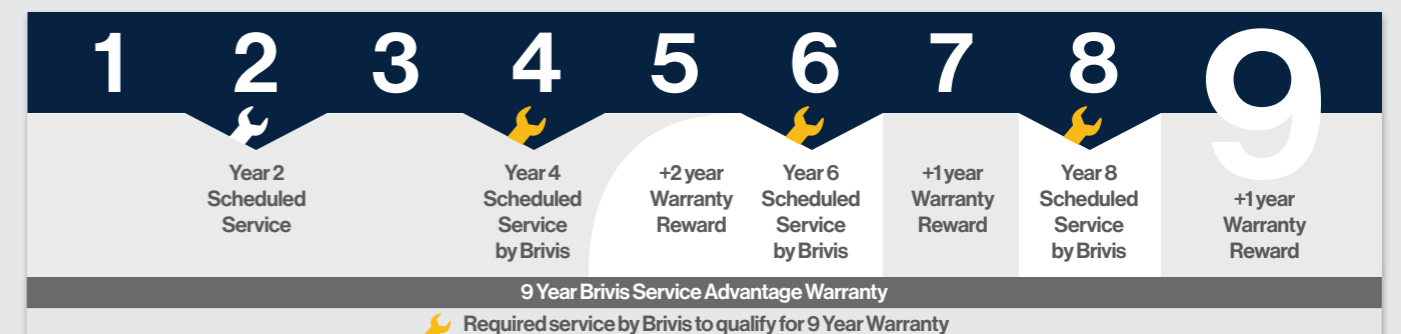 1 2 3 4 5 6 7 8 9
Year 2
Scheduled
Service
Year 4
Scheduled
Service
by Brivis
+2 year
Warranty
Reward
Year 6
Scheduled
Service
by Brivis
+1 year
Warranty
Reward
Year 8
Scheduled
Service
by Brivis
+1 year
Warranty
Reward
9 Year Brivis Service Advantage Warranty
Required service by Brivis to qualify for 9 Year Warranty